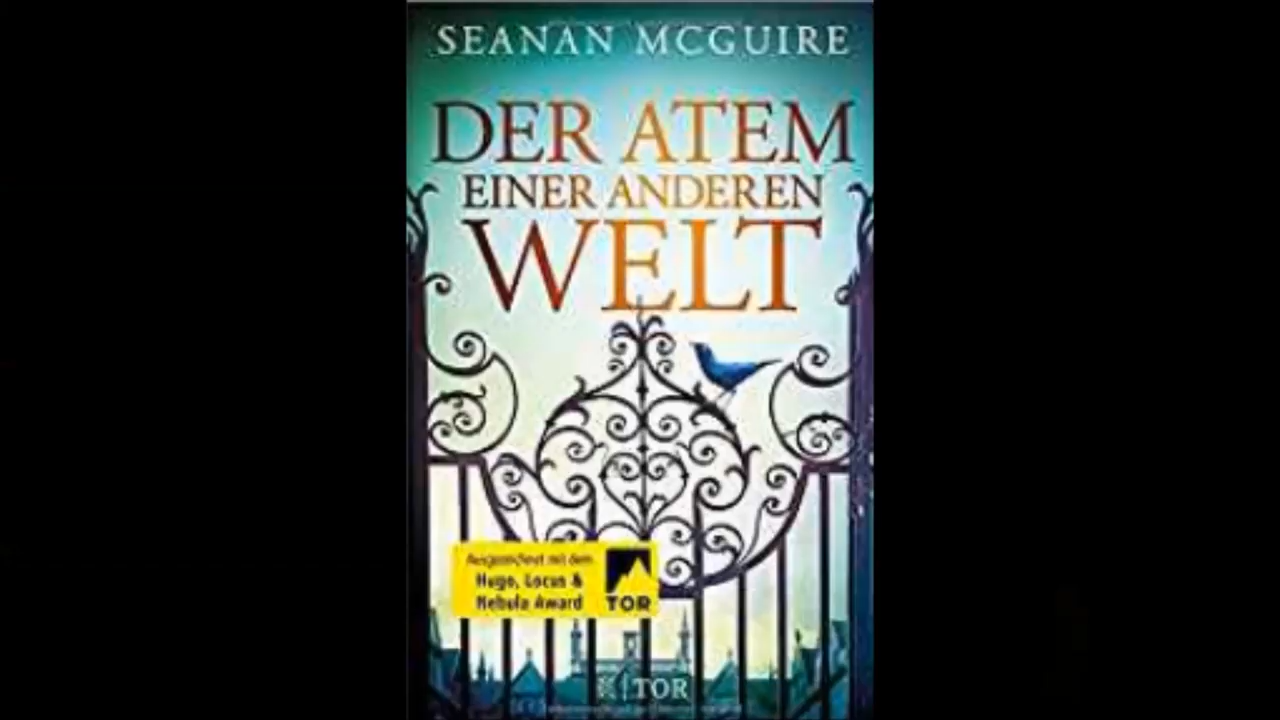 SEANAN MCGUIRE
DER ATEM
EINER ANDEREN
WELT
Ausgezeichnet mit dem
Hugo, Locus &
Nebula Award
TOR
TOR